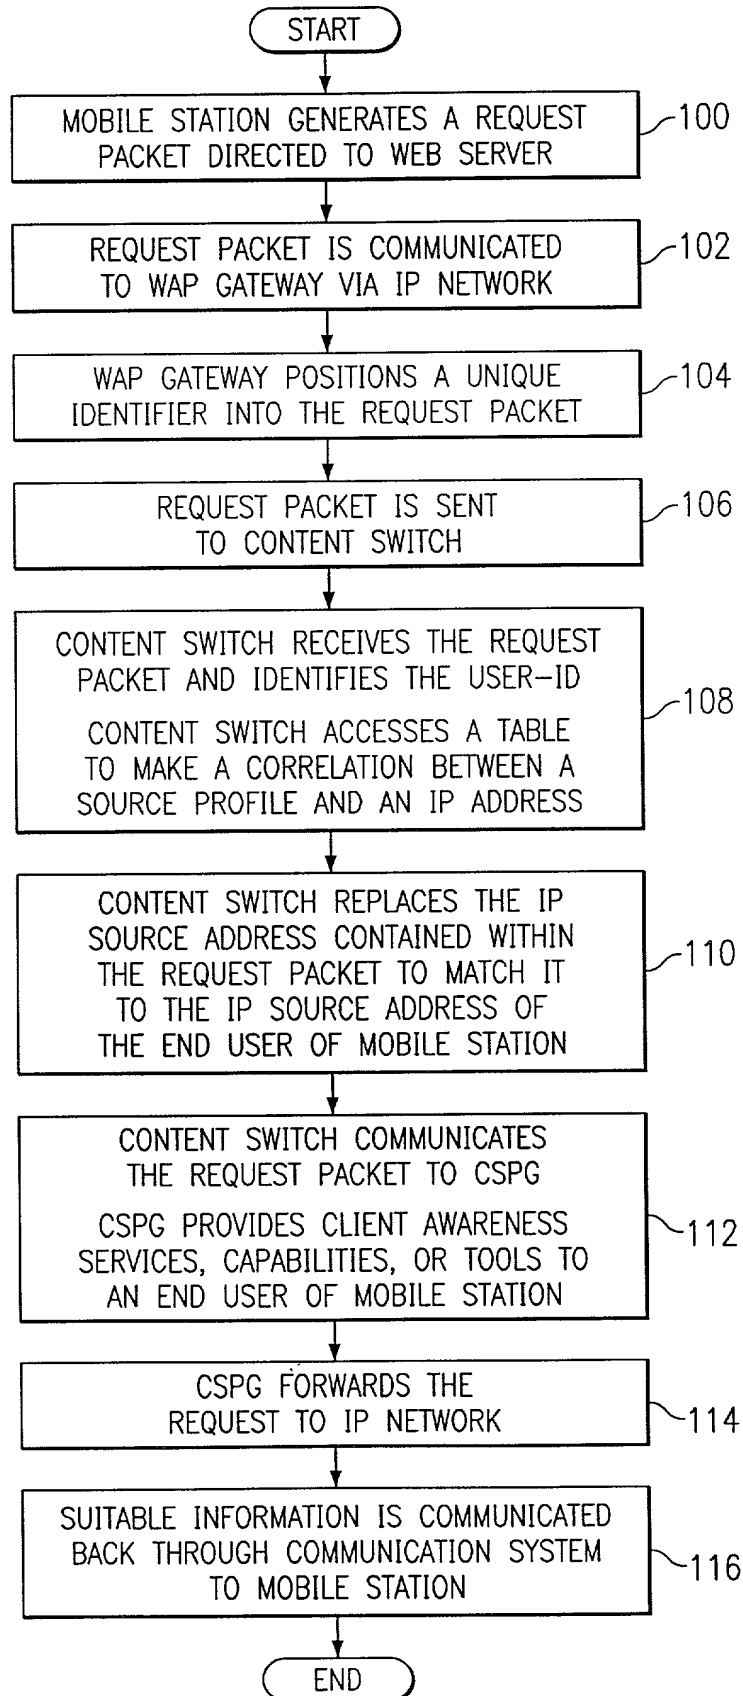 START
MOBILE STATION GENERATES A REQUEST
PACKET DIRECTED TO WEB SERVER
100
REQUEST PACKET IS COMMUNICATED
TO WAP GATEWAY VIA IP NETWORK
102
WAP GATEWAY POSITIONS A UNIQUE
IDENTIFIER INTO THE REQUEST PACKET
104
REQUEST PACKET IS SENT
TO CONTENT SWITCH
106
CONTENT SWITCH RECEIVES THE REQUEST
PACKET AND IDENTIFIES THE USER-ID
CONTENT SWITCH ACCESSES A TABLE
TO MAKE A CORRELATION BETWEEN A
SOURCE PROFILE AND AN IP ADDRESS
108
CONTENT SWITCH REPLACES THE IP
SOURCE ADDRESS CONTAINED WITHIN
THE REQUEST PACKET TO MATCH IT
TO THE IP SOURCE ADDRESS OF
THE END USER OF MOBILE STATION
110
CONTENT SWITCH COMMUNICATES
THE REQUEST PACKET TO CSPG
CSPG PROVIDES CLIENT AWARENESS
SERVICES, CAPABILITIES, OR TOOLS TO
AN END USER OF MOBILE STATION
112
CSPG FORWARDS THE
REQUEST TO IP NETWORK
114
SUITABLE INFORMATION IS COMMUNICATED
BACK THROUGH COMMUNICATION SYSTEM
TO MOBILE STATION
116
END